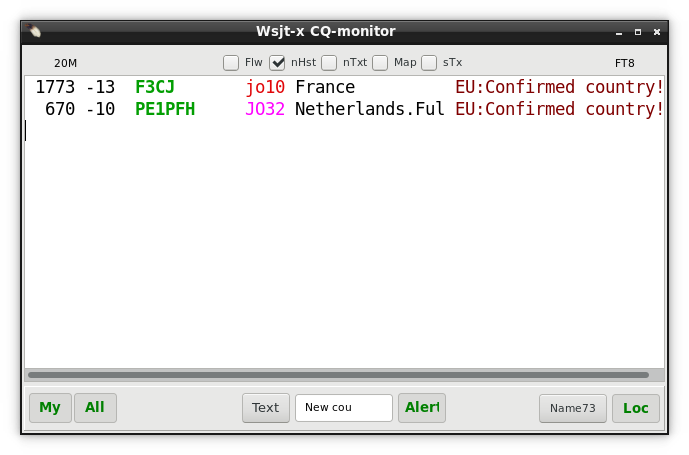 Wsjt-x CQ-monitor
20M Flw nHst nTxt Map sTx FT8
1773 -13 F3CJ jo10 France EU:Confirmed country!
670 -10 PE1PFH JO32 Netherlands.Ful EU:Confirmed country!
My All Text New cou Alert Name73 Loc